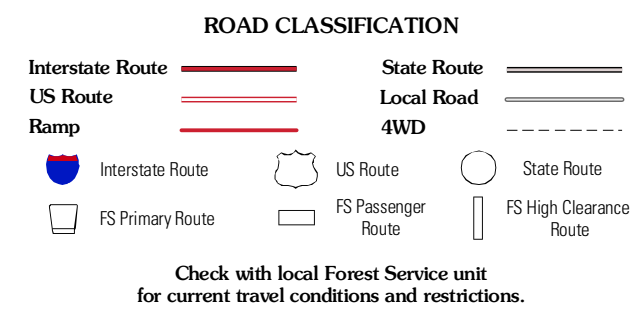 ROAD CLASSIFICATION
Interstate Route
State Route
US Route
Local Road
Ramp
4WD
Interstate Route
US Route
State Route
FS Primary Route
FS Passenger
Route
FS High Clearance
Route
Check with local Forest Service unit
for current travel conditions and restrictions.